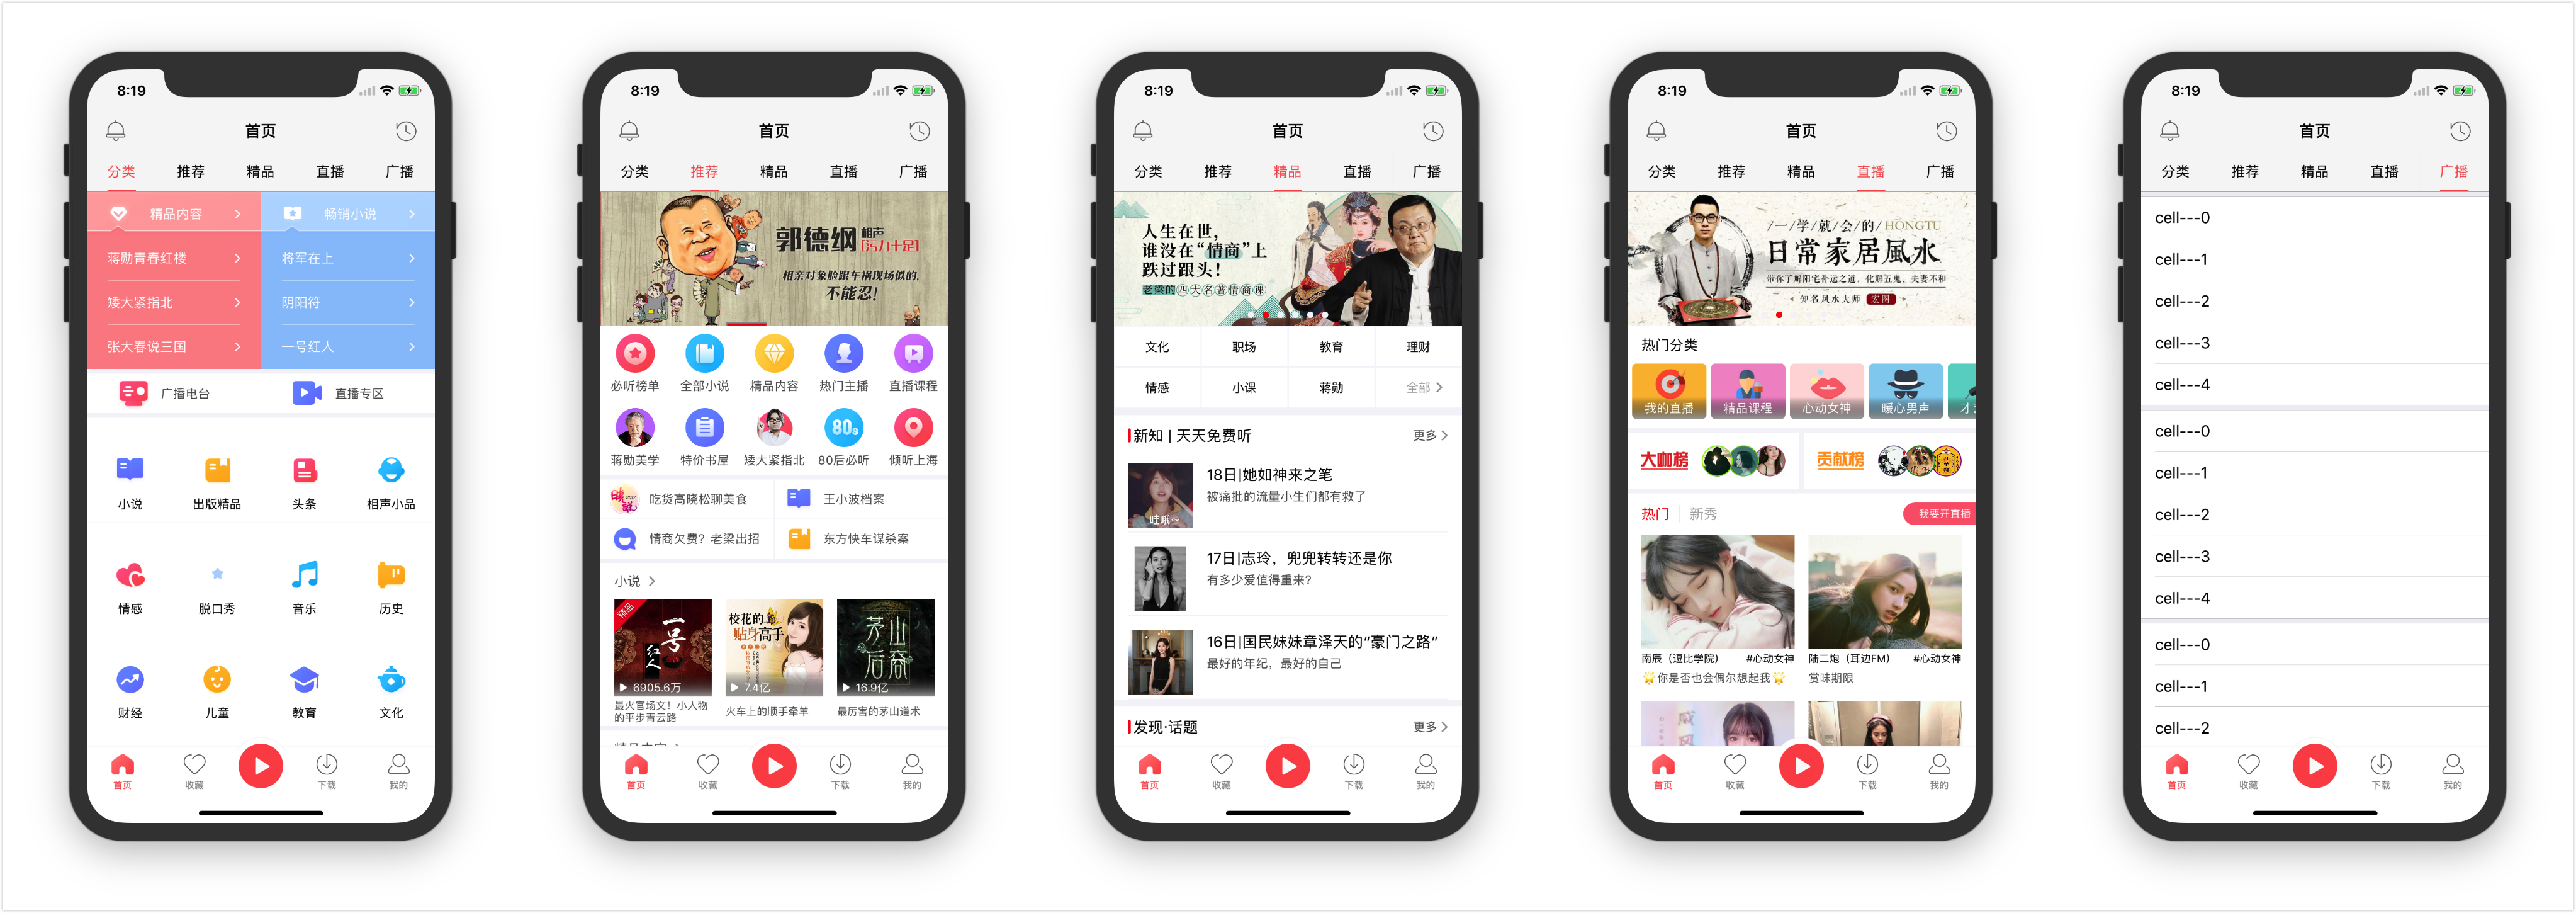 8:19
首页
分类 推荐 精品 直播 广播
精品内容 畅销小说
蒋勋青春红楼 将军在上
矮大紧指北 阴阳符
张大春说三国 一号红人
广播电台 直播专区
小说 出版精品 头条 相声小品
情感 脱口秀 音乐 历史
财经 儿童 教育 文化
首页 收藏 下载 我的
8:19
首页
分类 推荐 精品 直播 广播
郭德纲 相声
[污力十足]
相亲对象脸跟车祸现场似的,
不能忍!
必听榜单 全部小说 精品内容 热门主播 直播课程
80s
蒋勋美学 特价书屋 矮大紧指北 80后必听 倾听上海
吃货高晓松聊美食 王小波档案
情商欠费?老梁出招 东方快车谋杀案
小说
精品
一号红人
校花的贴身高手
茅山后裔
6905.6万 7.4亿 16.9亿
最火官场文!小人物的平步青云路
火车上的顺手牵羊
最厉害的茅山道术
首页 收藏 下载 我的
8:19
首页
分类 推荐 精品 直播 广播
人生在世,
谁没在“情商”上
跌过跟头!
老梁的四大名著情商课
文化 职场 教育 理财
情感 小课 蒋勋 全部
新知 | 天天免费听 更多
18日|她如神来之笔
被痛批的流量小生们都有救了
哇哦~
17日|志玲,兜兜转转还是你
有多少爱值得重来?
16日|国民妹妹章泽天的“豪门之路”
最好的年纪,最好的自己
发现·话题 更多
首页 收藏 下载 我的
8:19
首页
分类 推荐 精品 直播 广播
/一/学/就/会/的/ HONGTU
日常家居風水
带你了解阳宅补运之道,化解五鬼、夫妻不和
知名风水大师 宏图
热门分类
我的直播 精品课程 心动女神 暖心男声
大咖榜 贡献榜
热门 新秀 我要开直播
南辰(逗比学院) #心动女神
你是否也会偶尔想起我
陆二炮(耳边FM) #心动女神
赏味期限
首页 收藏 下载 我的
8:19
首页
分类 推荐 精品 直播 广播
cell---0
cell---1
cell---2
cell---3
cell---4
cell---0
cell---1
cell---2
cell---3
cell---4
cell---0
cell---1
cell---2
首页 收藏 下载 我的